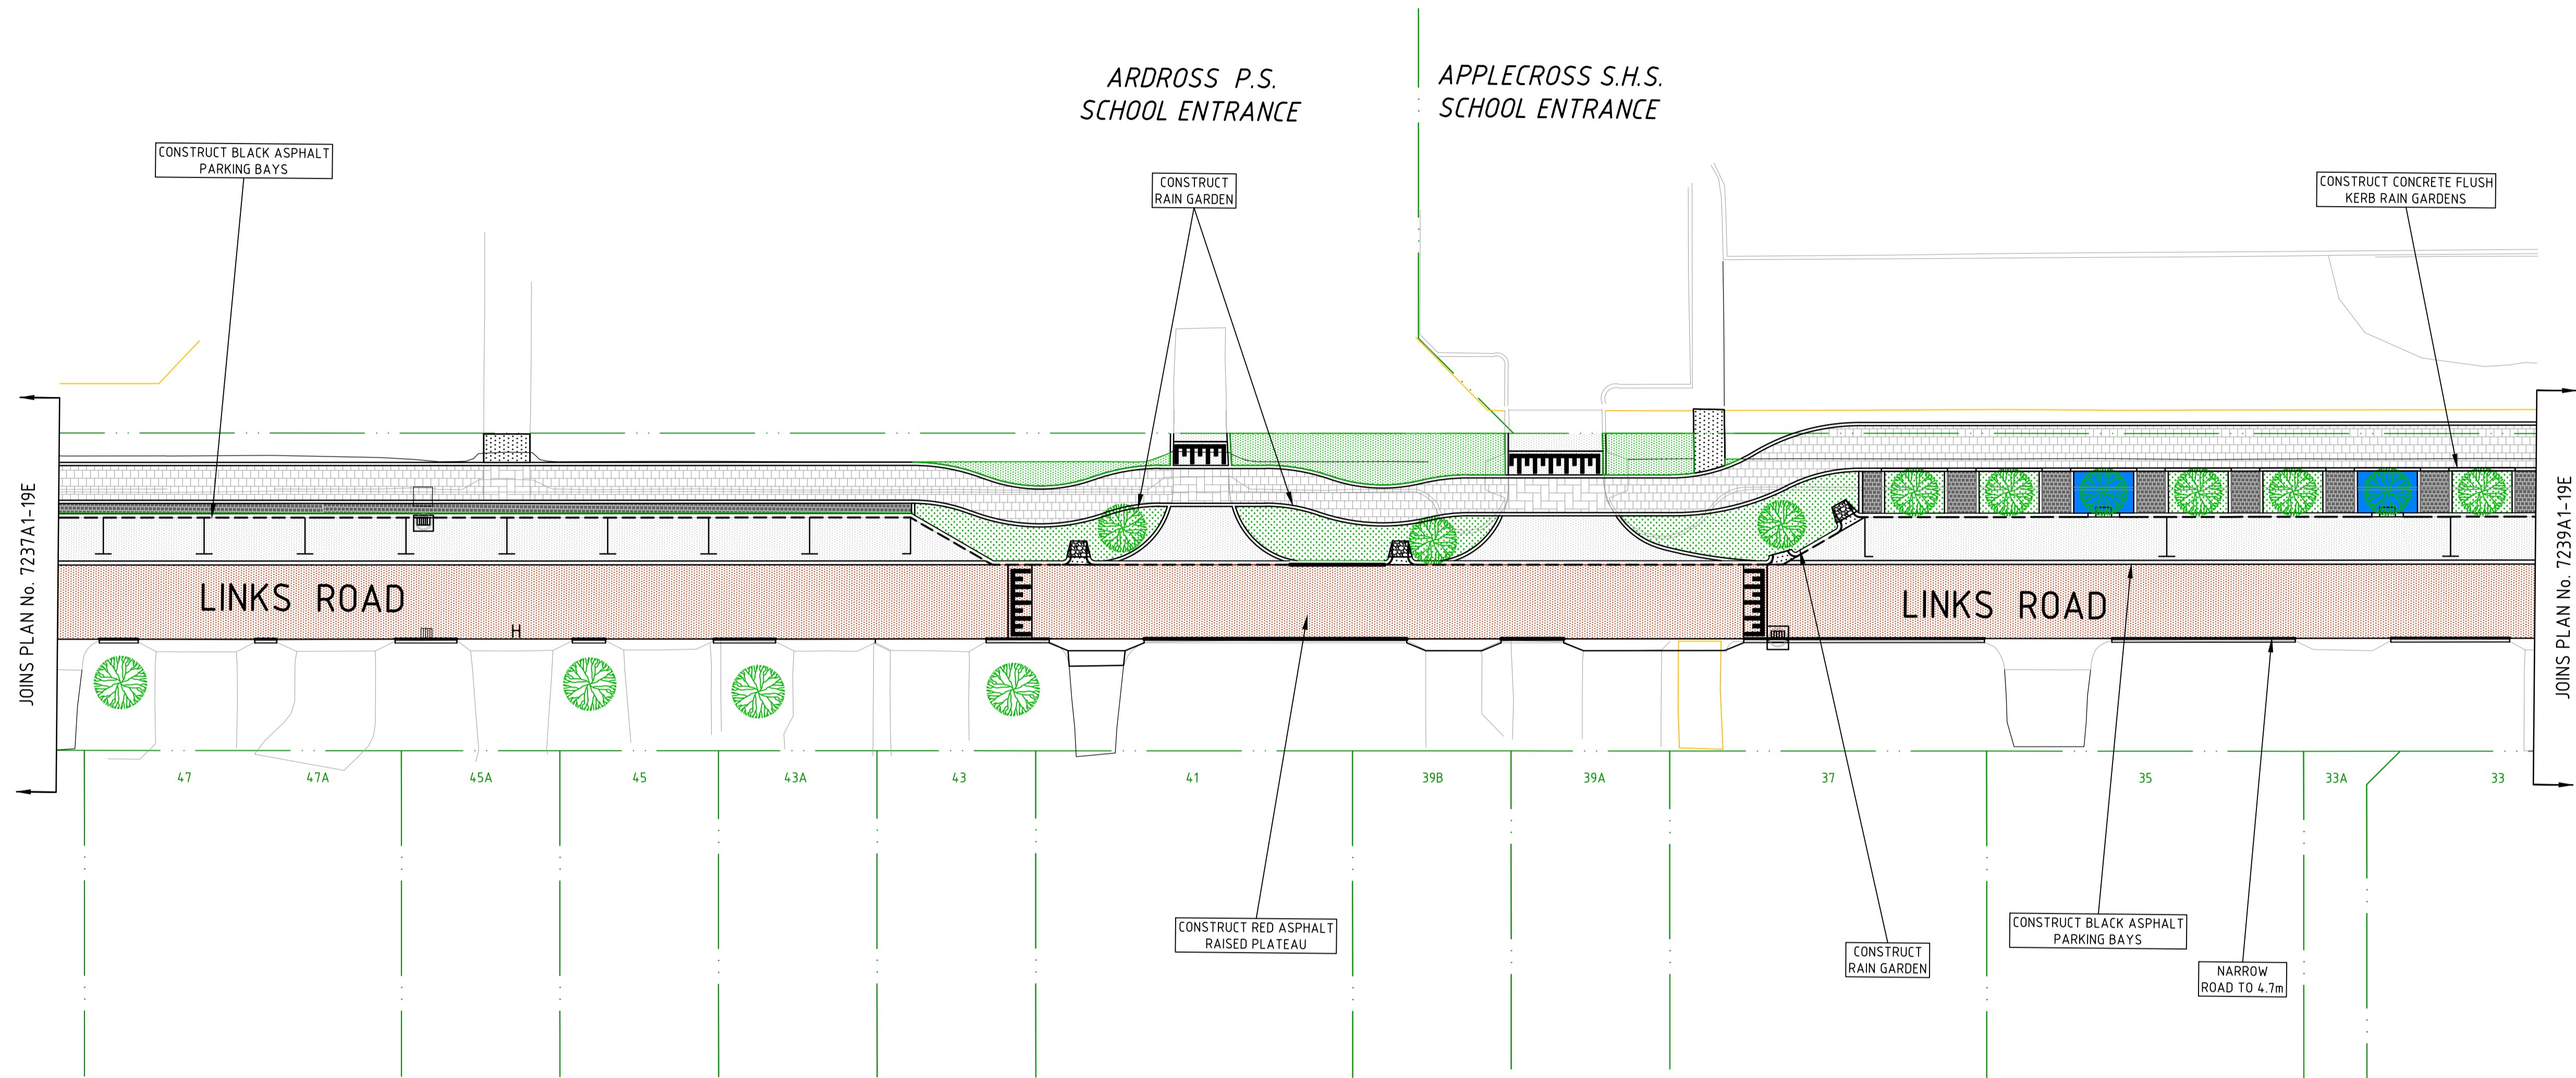 ARDROSS P.S.
SCHOOL ENTRANCE
APPLECROSS S.H.S.
SCHOOL ENTRANCE
CONSTRUCT BLACK ASPHALT
PARKING BAYS
CONSTRUCT
RAIN GARDEN
CONSTRUCT CONCRETE FLUSH
KERB RAIN GARDENS
JOINS PLAN No. 7237A1-19E
JOINS PLAN No. 7239A1-19E
LINKS ROAD
LINKS ROAD
H
47
47A
45A
45
43A
43
41
39B
39A
37
35
33A
33
CONSTRUCT RED ASPHALT
RAISED PLATEAU
CONSTRUCT
RAIN GARDEN
CONSTRUCT BLACK ASPHALT
PARKING BAYS
NARROW
ROAD TO 4.7m